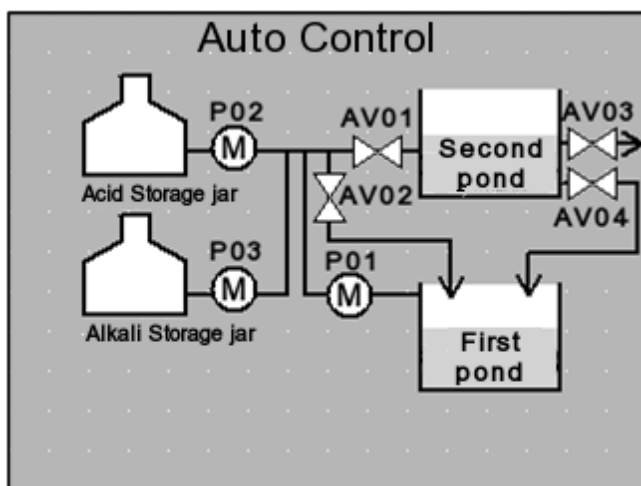 Auto Control
P02
M
Acid Storage jar
P03
M
Alkali Storage jar
AV01
AV02
P01
M
Second
pond
AV03
AV04
First
pond